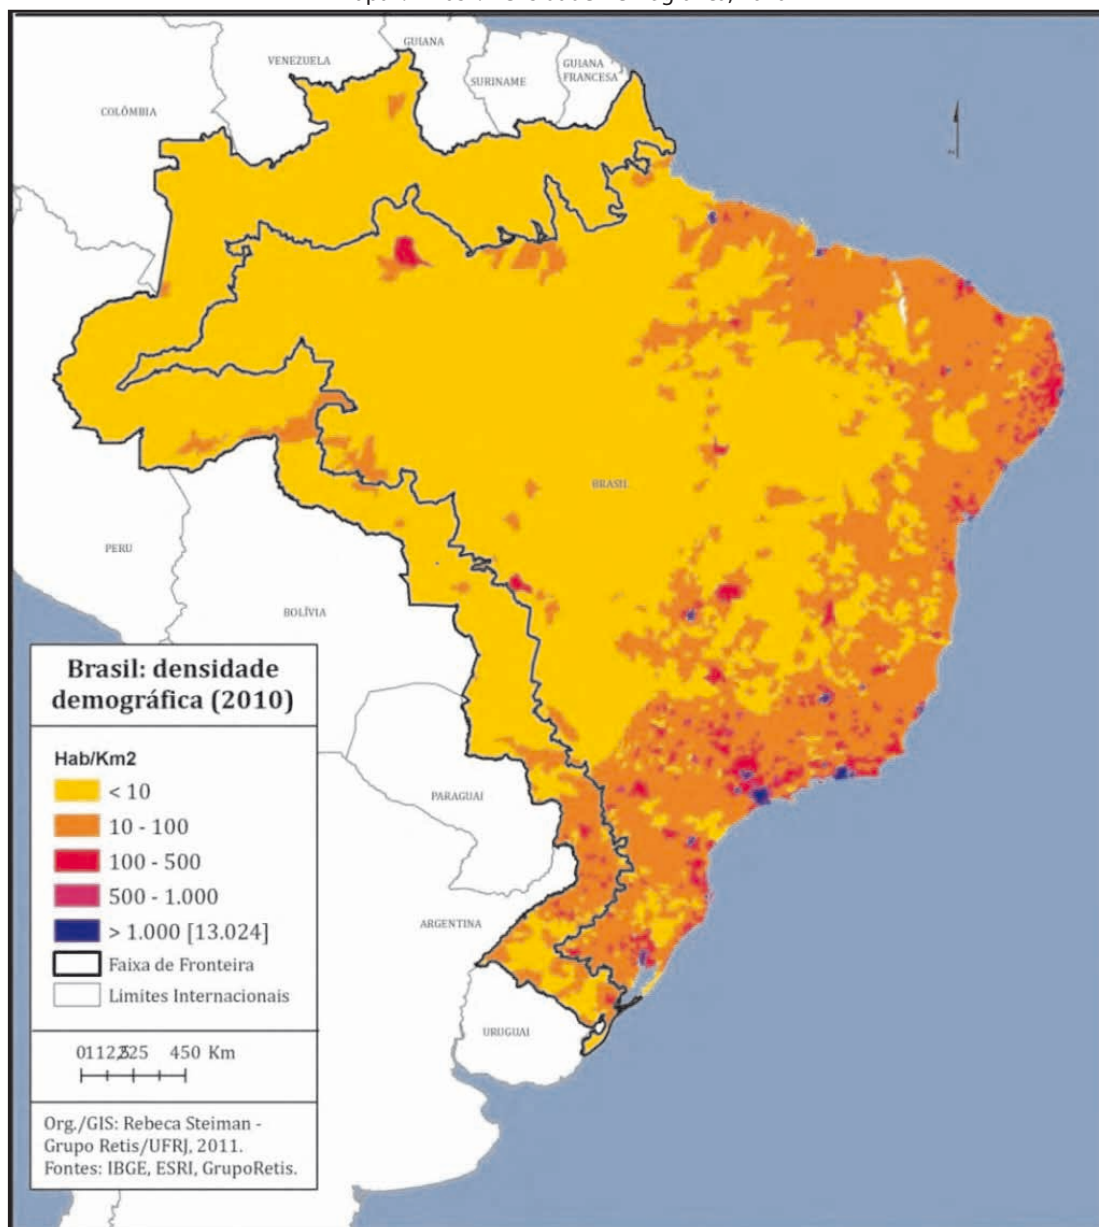 VENEZUELA
GUIANA
SURINAME
GUIANA
FRANCESA
COLÔMBIA
BRASIL
PERU
BOLÍVIA
PARAGUAI
ARGENTINA
URUGUAI
Brasil: densidade
demográfica (2010)
Hab/Km2
< 10
10 - 100
100 - 500
500 - 1.000
> 1.000 [13.024]
Faixa de Fronteira
Limites Internacionais
450 Km
Org./GIS: Rebeca Steiman -
Grupo Retis/UFRJ, 2011.
Fontes: IBGE, ESRI, GrupoRetis.